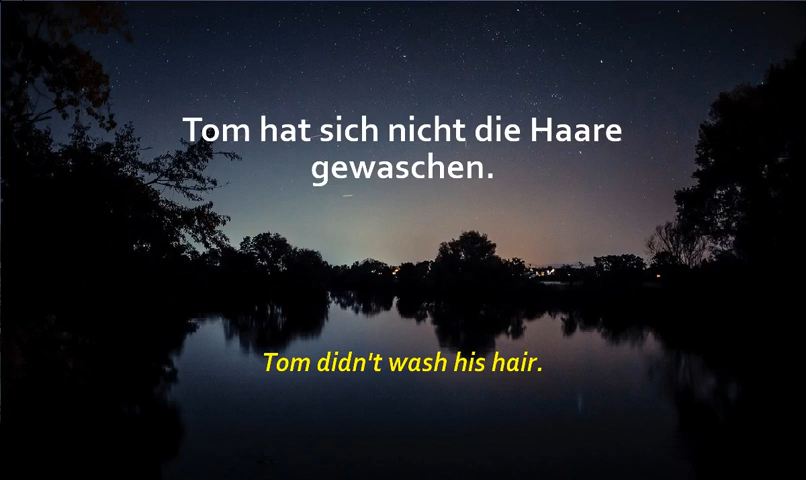 Tom hat sich nicht die Haare
gewaschen.
Tom didn't wash his hair.